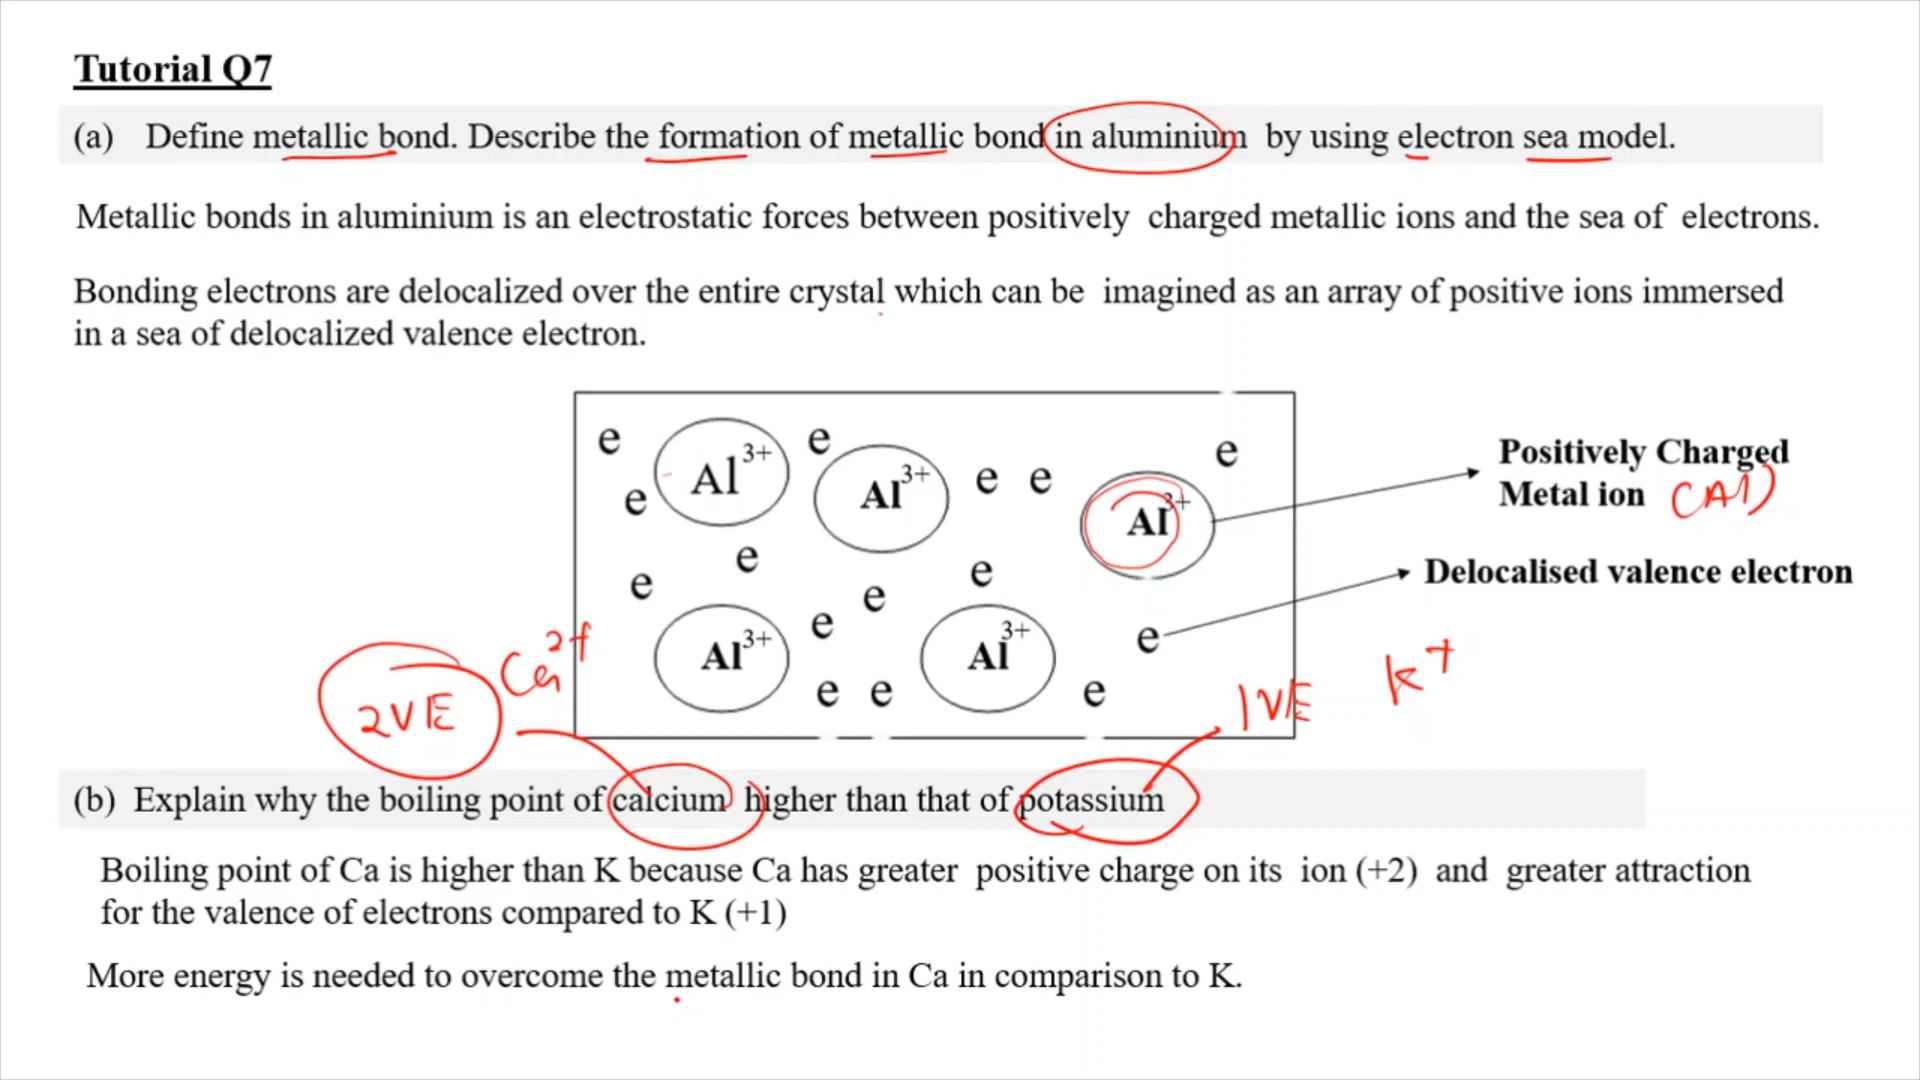 Tutorial Q7
(a) Define metallic bond. Describe the formation of metallic bond in aluminium by using electron sea model.
Metallic bonds in aluminium is an electrostatic forces between positively charged metallic ions and the sea of electrons.
Bonding electrons are delocalized over the entire crystal which can be imagined as an array of positive ions immersed
in a sea of delocalized valence electron.
e Al3+ e Al3+ e e Al3+ e
e
Positively Charged
Metal ion (Al)
e e e e
Delocalised valence electron
Al3+ e Al3+ e
e e e
Ca2+
2VE
1VE K+
(b) Explain why the boiling point of calcium higher than that of potassium
Boiling point of Ca is higher than K because Ca has greater positive charge on its ion (+2) and greater attraction
for the valence of electrons compared to K (+1)
More energy is needed to overcome the metallic bond in Ca in comparison to K.